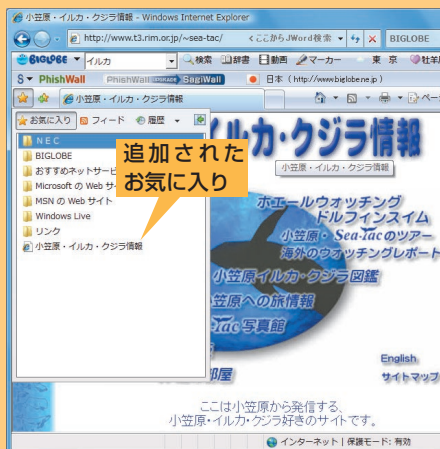 小笠原・イルカ・クジラ情報 - Windows Internet Explorer
http://www.t3.rim.or.jp/~sea-tac/
<ここからJWord検索
BIGLOBE
BIGLOBE
イルカ
検索
辞書
動画
マーカー
東京
牡羊
PhishWall
PhishWall
UPGRADE
SagiWall
日本 ( http://www.biglobe.ne.jp )
小笠原・イルカ・クジラ情報
ペー
お気に入り
フィード
履歴
イルカ・クジラ情報
NEC
BIGLOBE
おすすめネットサービ
Microsoft の Web サ
MSN の Web サイト
Windows Live
リンク
小笠原・イルカ・クジラ情報
追加された
お気に入り
小笠原・イルカ・クジラ情報
ホエールウォッチング
ドルフィンスイム
小笠原・Sea-Tacのツアー
海外のウォッチングレポート
小笠原イルカ・クジラ図鑑
笠原への旅情報
Tac 写真館
部屋
English
サイトマップ
ここは小笠原から発信する、
小笠原・イルカ・クジラ好きのサイトです。
インターネット | 保護モード: 有効